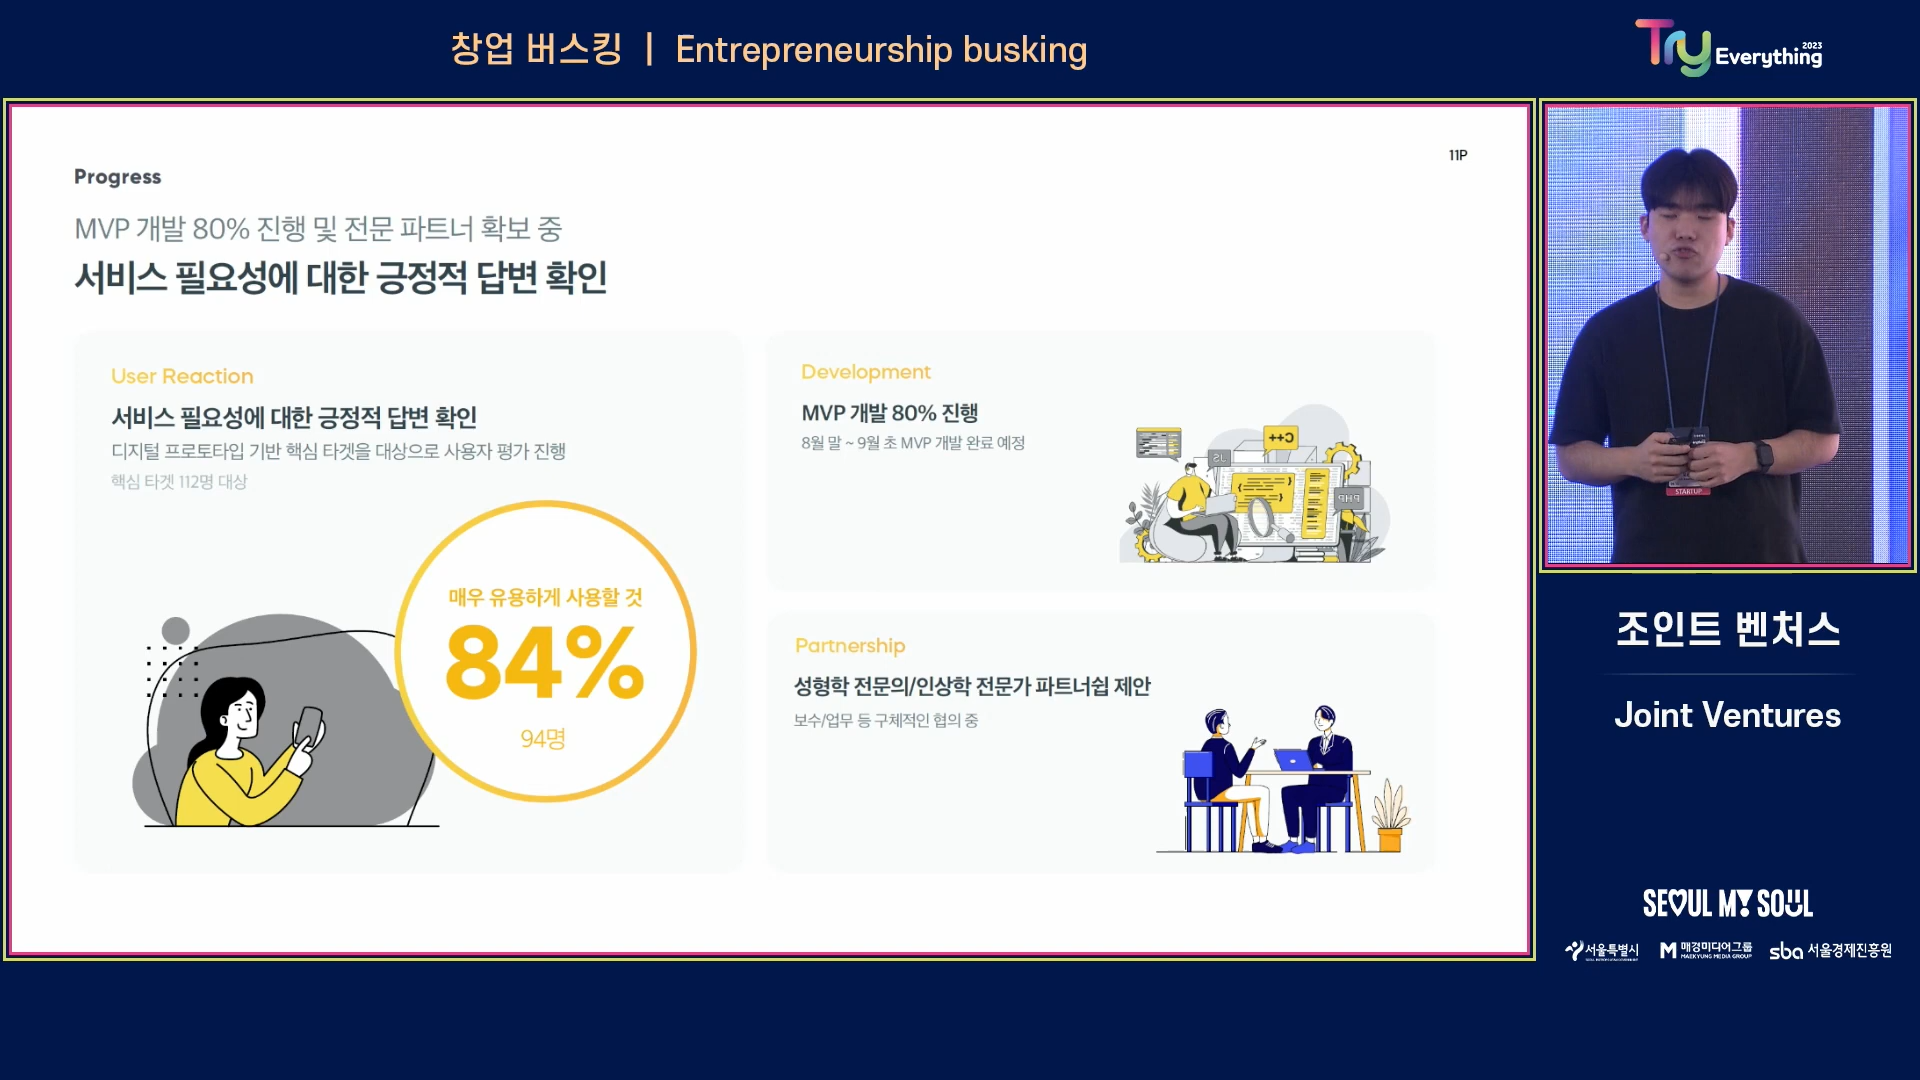 창업 버스킹 | Entrepreneurship busking
Try Everything 2023
11P
Progress
MVP 개발 80% 진행 및 전문 파트너 확보 중
서비스 필요성에 대한 긍정적 답변 확인
User Reaction
서비스 필요성에 대한 긍정적 답변 확인
디지털 프로토타입 기반 핵심 타겟을 대상으로 사용자 평가 진행
핵심 타겟 112명 대상
매우 유용하게 사용할 것
84%
94명
Development
MVP 개발 80% 진행
8월 말 ~ 9월 초 MVP 개발 완료 예정
C++
JS
PHP
Partnership
성형학 전문의/인상학 전문가 파트너쉽 제안
보수/업무 등 구체적인 협의 중
STARTUP
조인트 벤처스
Joint Ventures
SEOUL MY SOUL
서울특별시
매경미디어그룹
MAEKYUNG MEDIA GROUP
sba 서울경제진흥원